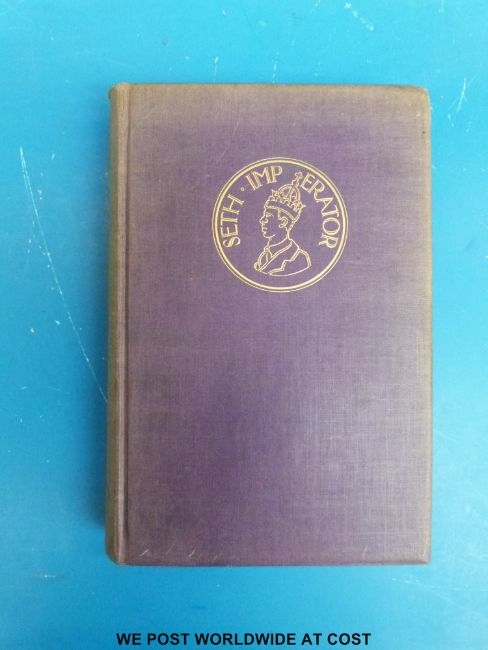 SETH · IMP ERATOR
WE POST WORLDWIDE AT COST